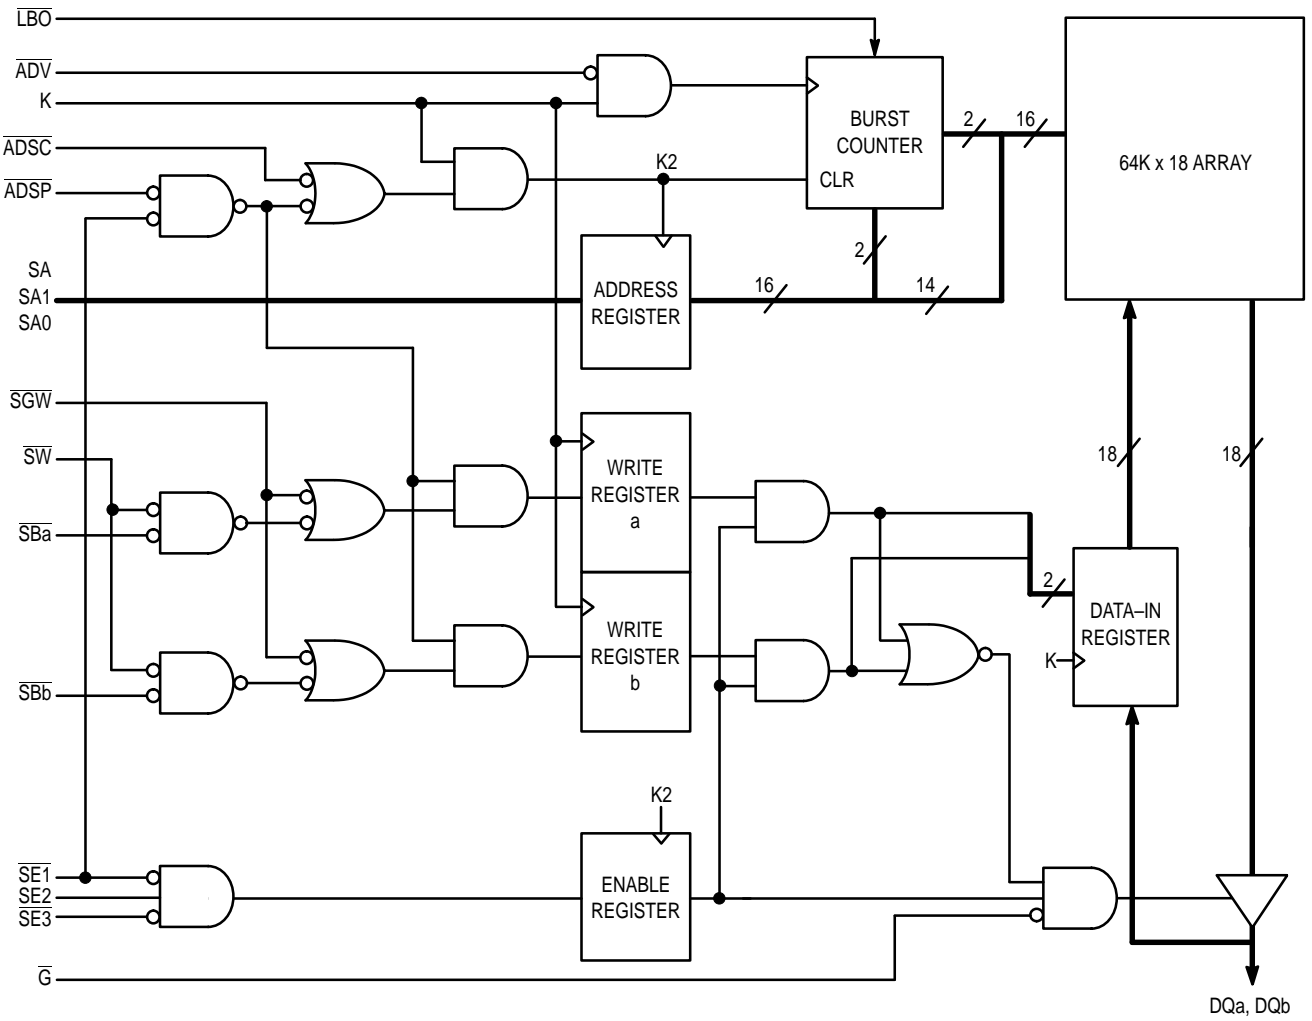 LBO
ADV
K
ADSC
ADSP
K2
BURST
COUNTER
CLR
2
16
64K x 18 ARRAY
2
SA
SA1
SA0
ADDRESS
REGISTER
16
14
SGW
SW
SBa
SBb
WRITE
REGISTER
a
WRITE
REGISTER
b
18
18
2
DATA–IN
REGISTER
K
K2
SE1
SE2
SE3
ENABLE
REGISTER
G
DQa, DQb